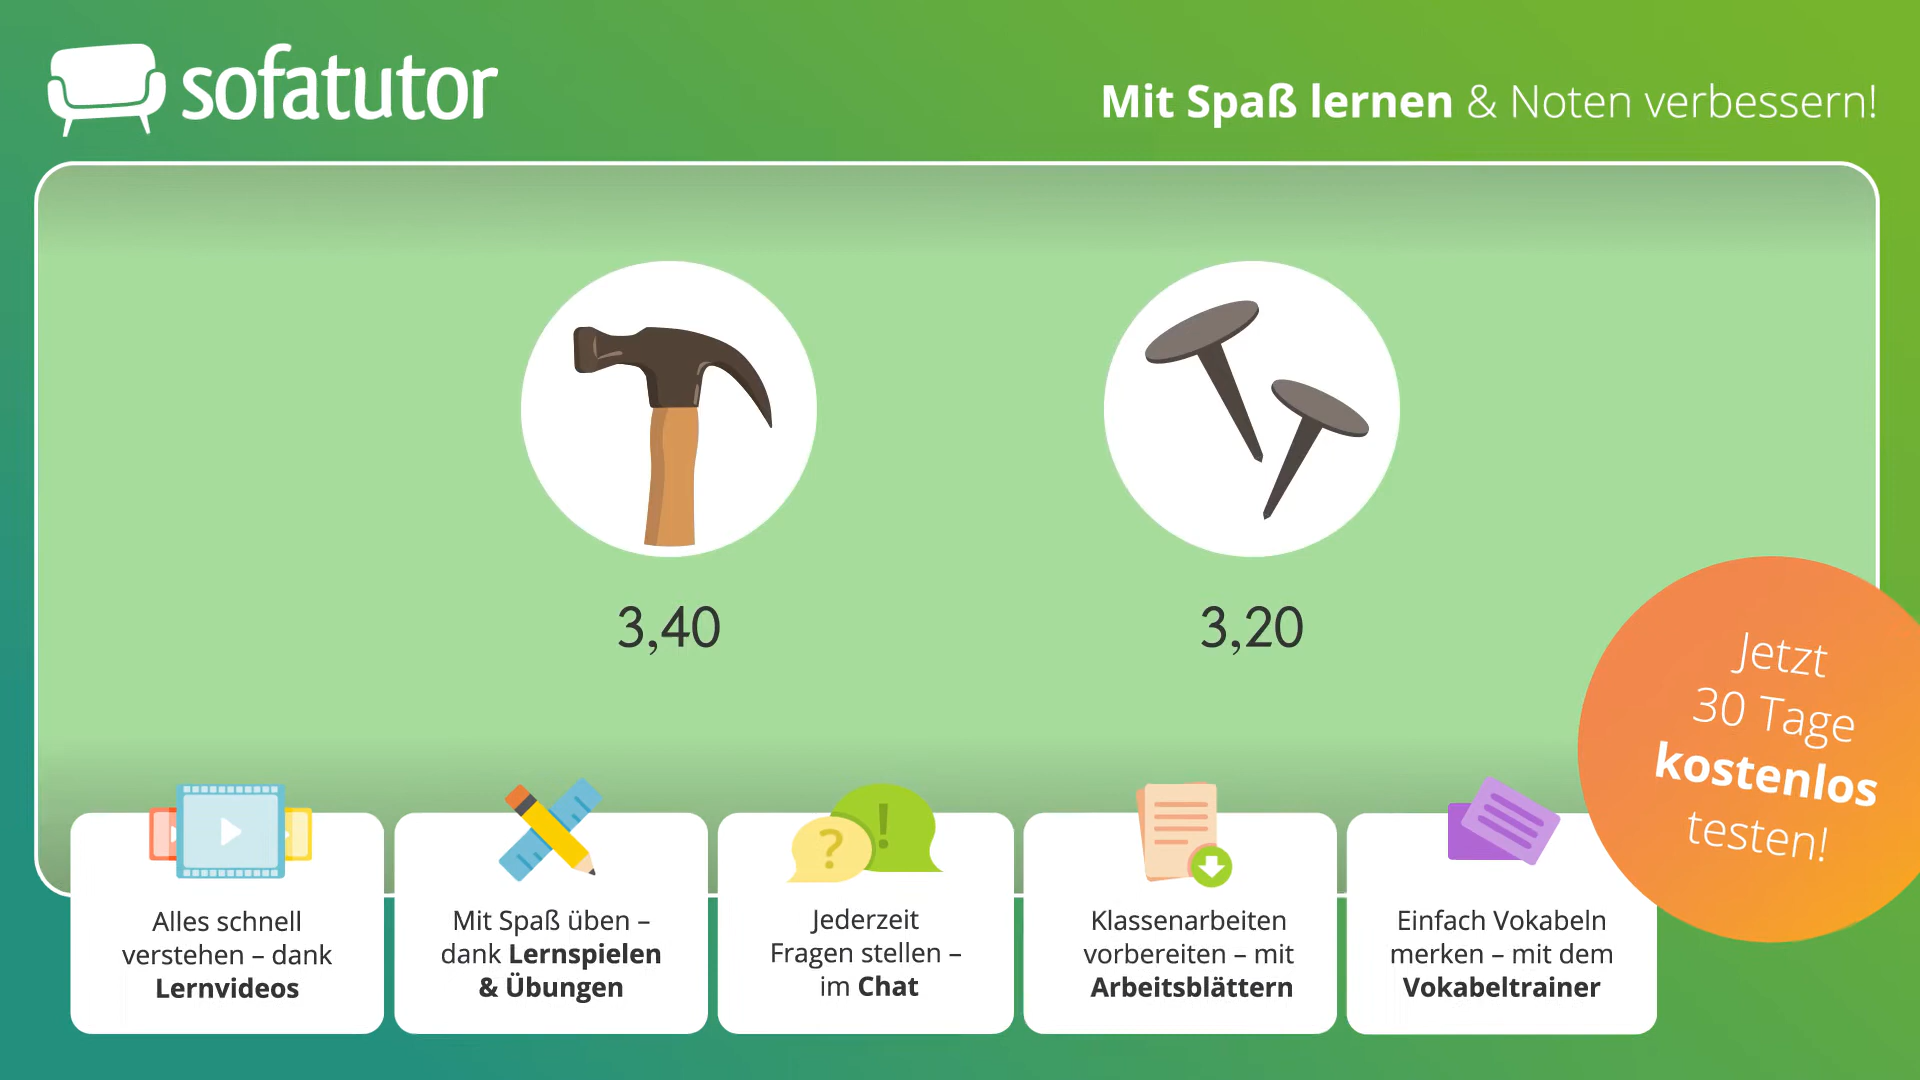 sofatutor
Mit Spaß lernen & Noten verbessern!
3,40
3,20
Jetzt
30 Tage
kostenlos
testen!
Alles schnell
verstehen – dank
Lernvideos
Mit Spaß üben –
dank Lernspielen
& Übungen
Jederzeit
Fragen stellen –
im Chat
Klassenarbeiten
vorbereiten – mit
Arbeitsblättern
Einfach Vokabeln
merken – mit dem
Vokabeltrainer